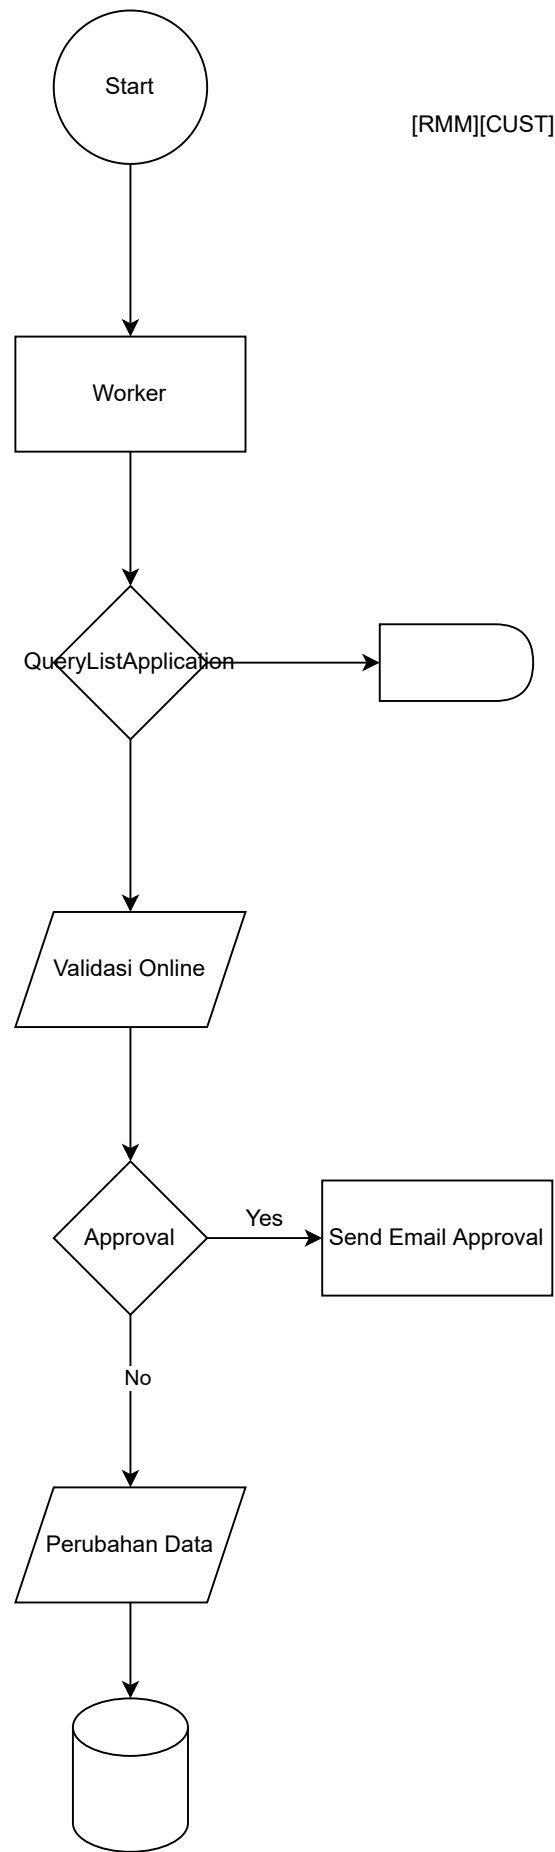 Start
[RMM][CUST]
Worker
QueryListApplication
Validasi Online
Approval
Yes
Send Email Approval
No
Perubahan Data